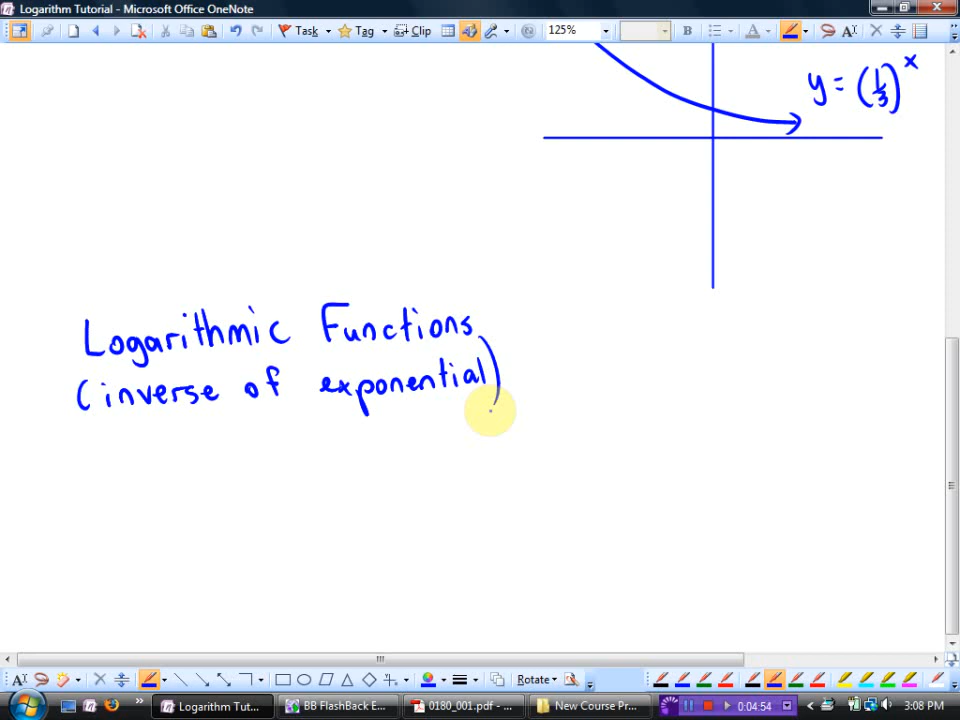 Logarithm Tutorial - Microsoft Office OneNote
Task Tag Clip 125% B A A
y = (1/3)^x
Logarithmic Functions
(inverse of exponential)
A Rotate
Logarithm Tut... BB FlashBack E... 0180_001.pdf - ... New Course Pr... 0:04:54 3:08 PM